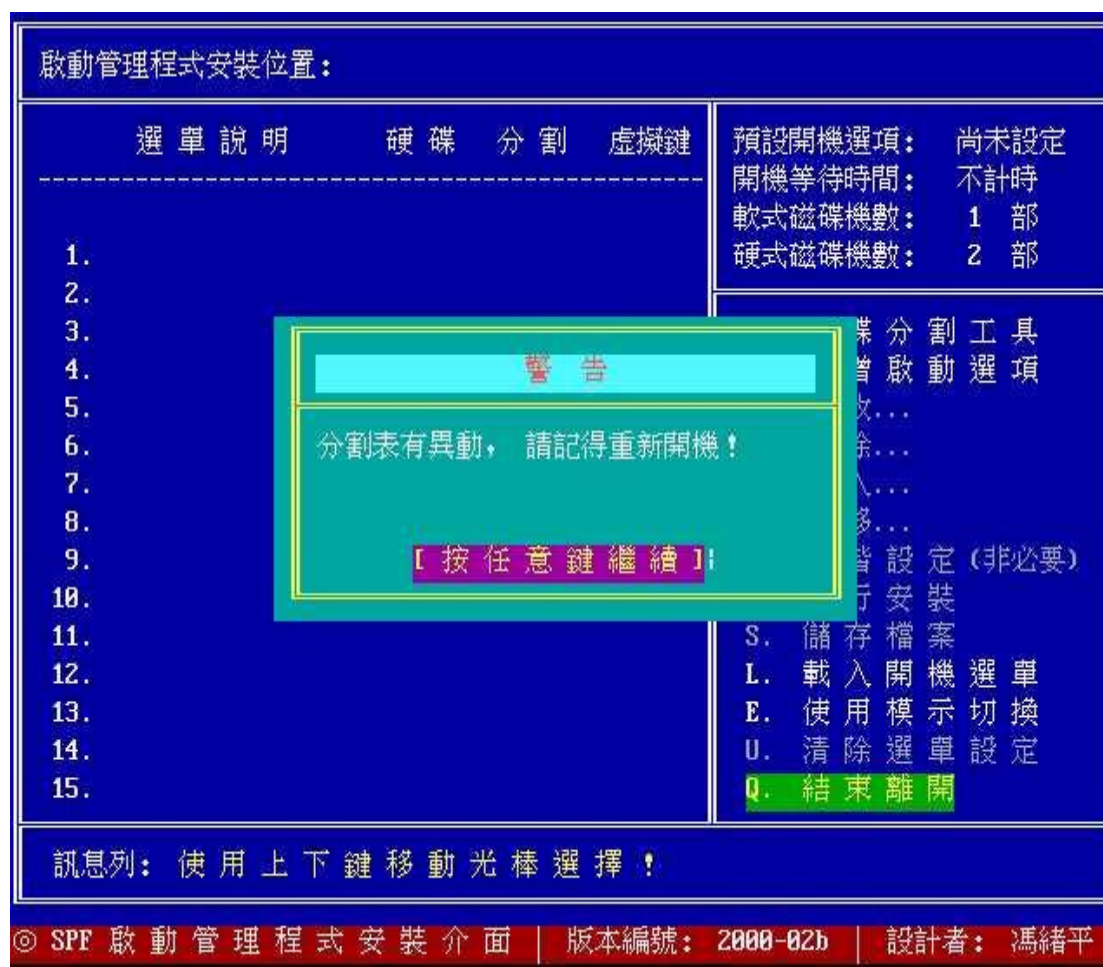 啟動管理程式安裝位置:
選單說明 硬碟 分割 虛擬鍵
1.
2.
3.
4.
5.
6.
7.
8.
9.
10.
11.
12.
13.
14.
15.
預設開機選項: 尚未設定
開機等待時間: 不計時
軟式磁碟機數: 1 部
硬式磁碟機數: 2 部
碟分割工具
增啟動選項
改...
除...
入...
移...
階設定(非必要)
行安裝
S. 儲存檔案
L. 載入開機選單
E. 使用模示切換
U. 清除選單設定
Q. 結束離開
警告
分割表有異動, 請記得重新開機!
[按任意鍵繼續]
訊息列: 使用上下鍵移動光棒選擇!
◎ SPF 啟動管理程式安裝介面 | 版本編號: 2000-02b | 設計者: 馮緒平